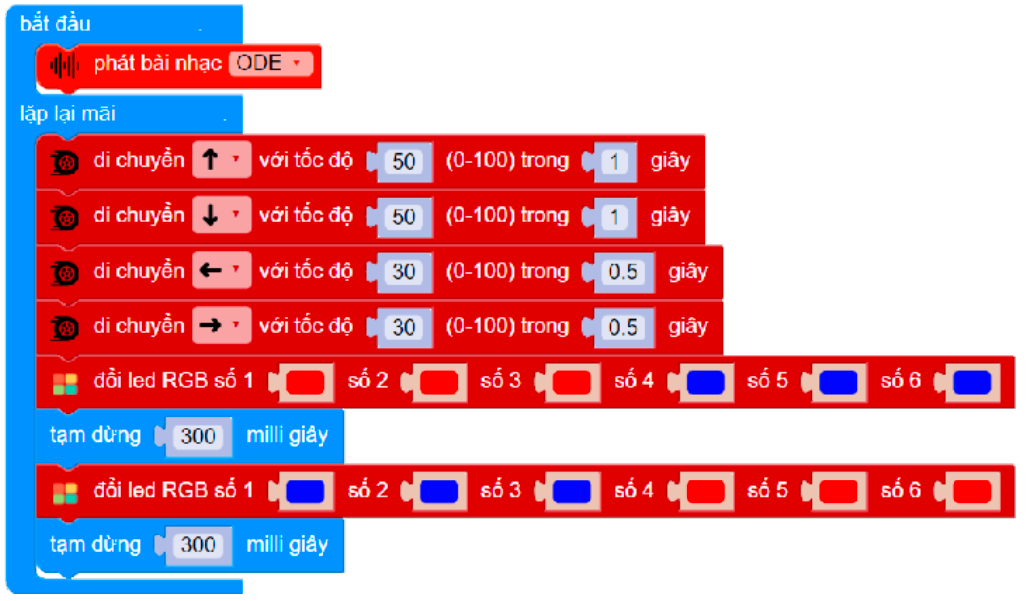 bắt đầu
phát bài nhạc ODE
lặp lại mãi
di chuyển ↑ với tốc độ 50 (0-100) trong 1 giây
di chuyển ↓ với tốc độ 50 (0-100) trong 1 giây
di chuyển ← với tốc độ 30 (0-100) trong 0.5 giây
di chuyển → với tốc độ 30 (0-100) trong 0.5 giây
đổi led RGB số 1 số 2 số 3 số 4 số 5 số 6
tạm dừng 300 milli giây
đổi led RGB số 1 số 2 số 3 số 4 số 5 số 6
tạm dừng 300 milli giây